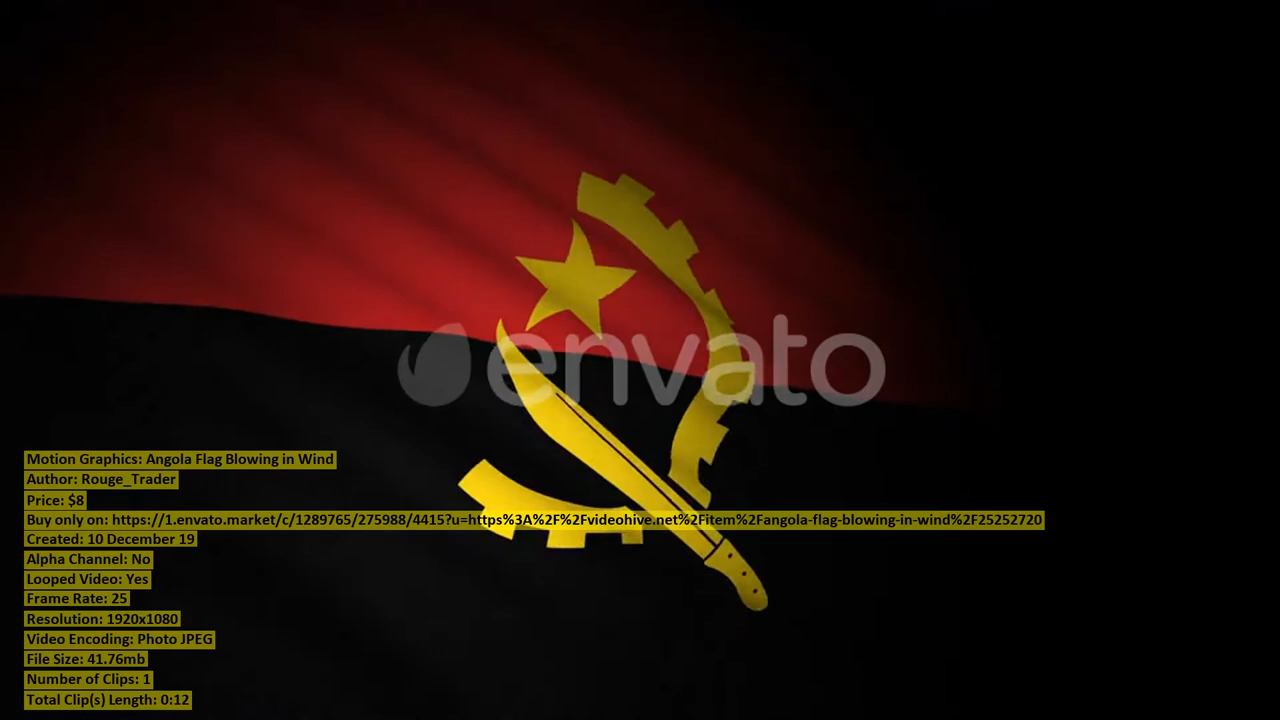 envato
Motion Graphics: Angola Flag Blowing in Wind
Author: Rouge_Trader
Price: $8
Buy only on: https://1.envato.market/c/1289765/275988/4415?u=https%3A%2F%2Fvideohive.net%2Fitem%2Fangola-flag-blowing-in-wind%2F25252720
Created: 10 December 19
Alpha Channel: No
Looped Video: Yes
Frame Rate: 25
Resolution: 1920x1080
Video Encoding: Photo JPEG
File Size: 41.76mb
Number of Clips: 1
Total Clip(s) Length: 0:12